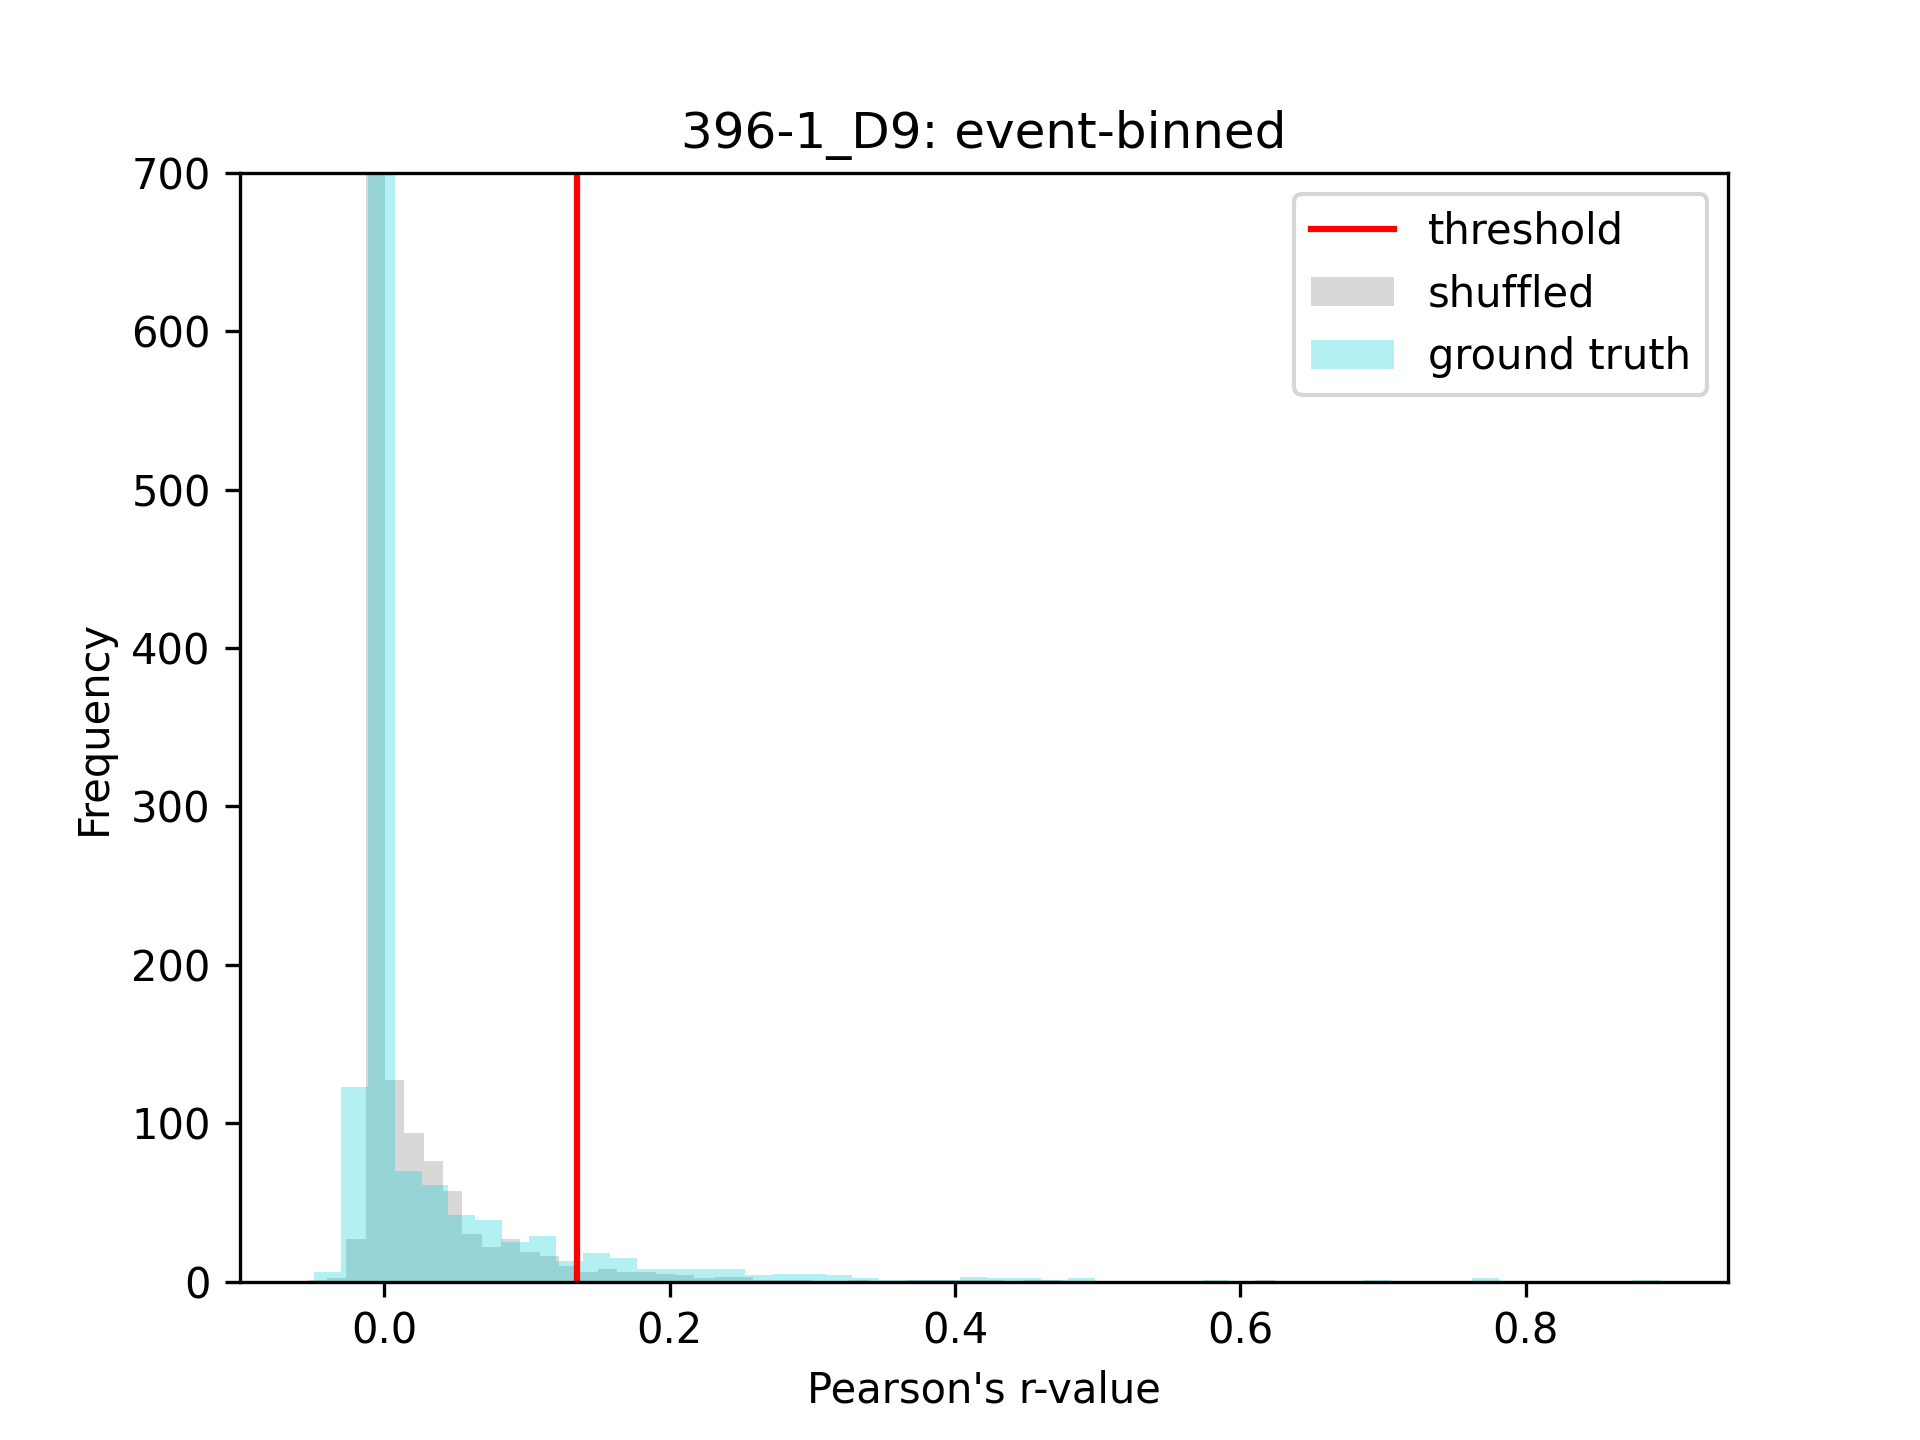 396-1_D9: event-binned
700
600
500
400
300
200
100
0
Frequency
threshold
shuffled
ground truth
0.0 0.2 0.4 0.6 0.8
Pearson's r-value